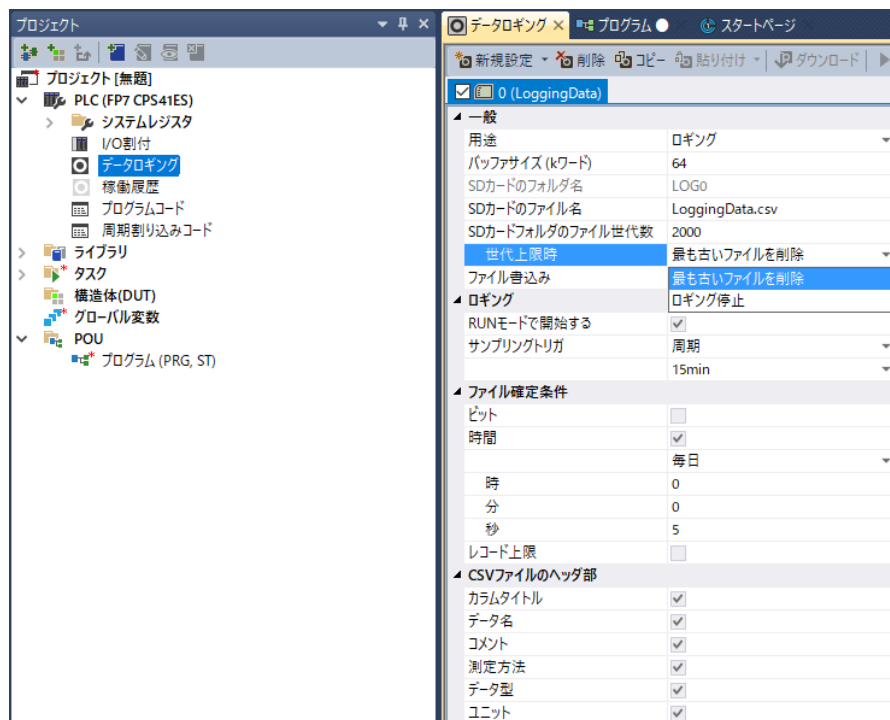 プロジェクト
プロジェクト [無題]
PLC (FP7 CPS41ES)
システムレジスタ
I/O割付
データロギング
稼働履歴
プログラムコード
周期割り込みコード
ライブラリ
タスク
構造体(DUT)
グローバル変数
POU
プログラム (PRG, ST)
データロギング
プログラム
スタートページ
新規設定 削除 コピー 貼り付け ダウンロード
0 (LoggingData)
一般
用途 ロギング
バッファサイズ (kワード) 64
SDカードのフォルダ名 LOG0
SDカードのファイル名 LoggingData.csv
SDカードフォルダのファイル世代数 2000
世代上限時 最も古いファイルを削除
ファイル書込み 最も古いファイルを削除
ロギング ロギング停止
RUNモードで開始する
サンプリングトリガ 周期
15min
ファイル確定条件
ビット
時間
毎日
時 0
分 0
秒 5
レコード上限
CSVファイルのヘッダ部
カラムタイトル
データ名
コメント
測定方法
データ型
ユニット